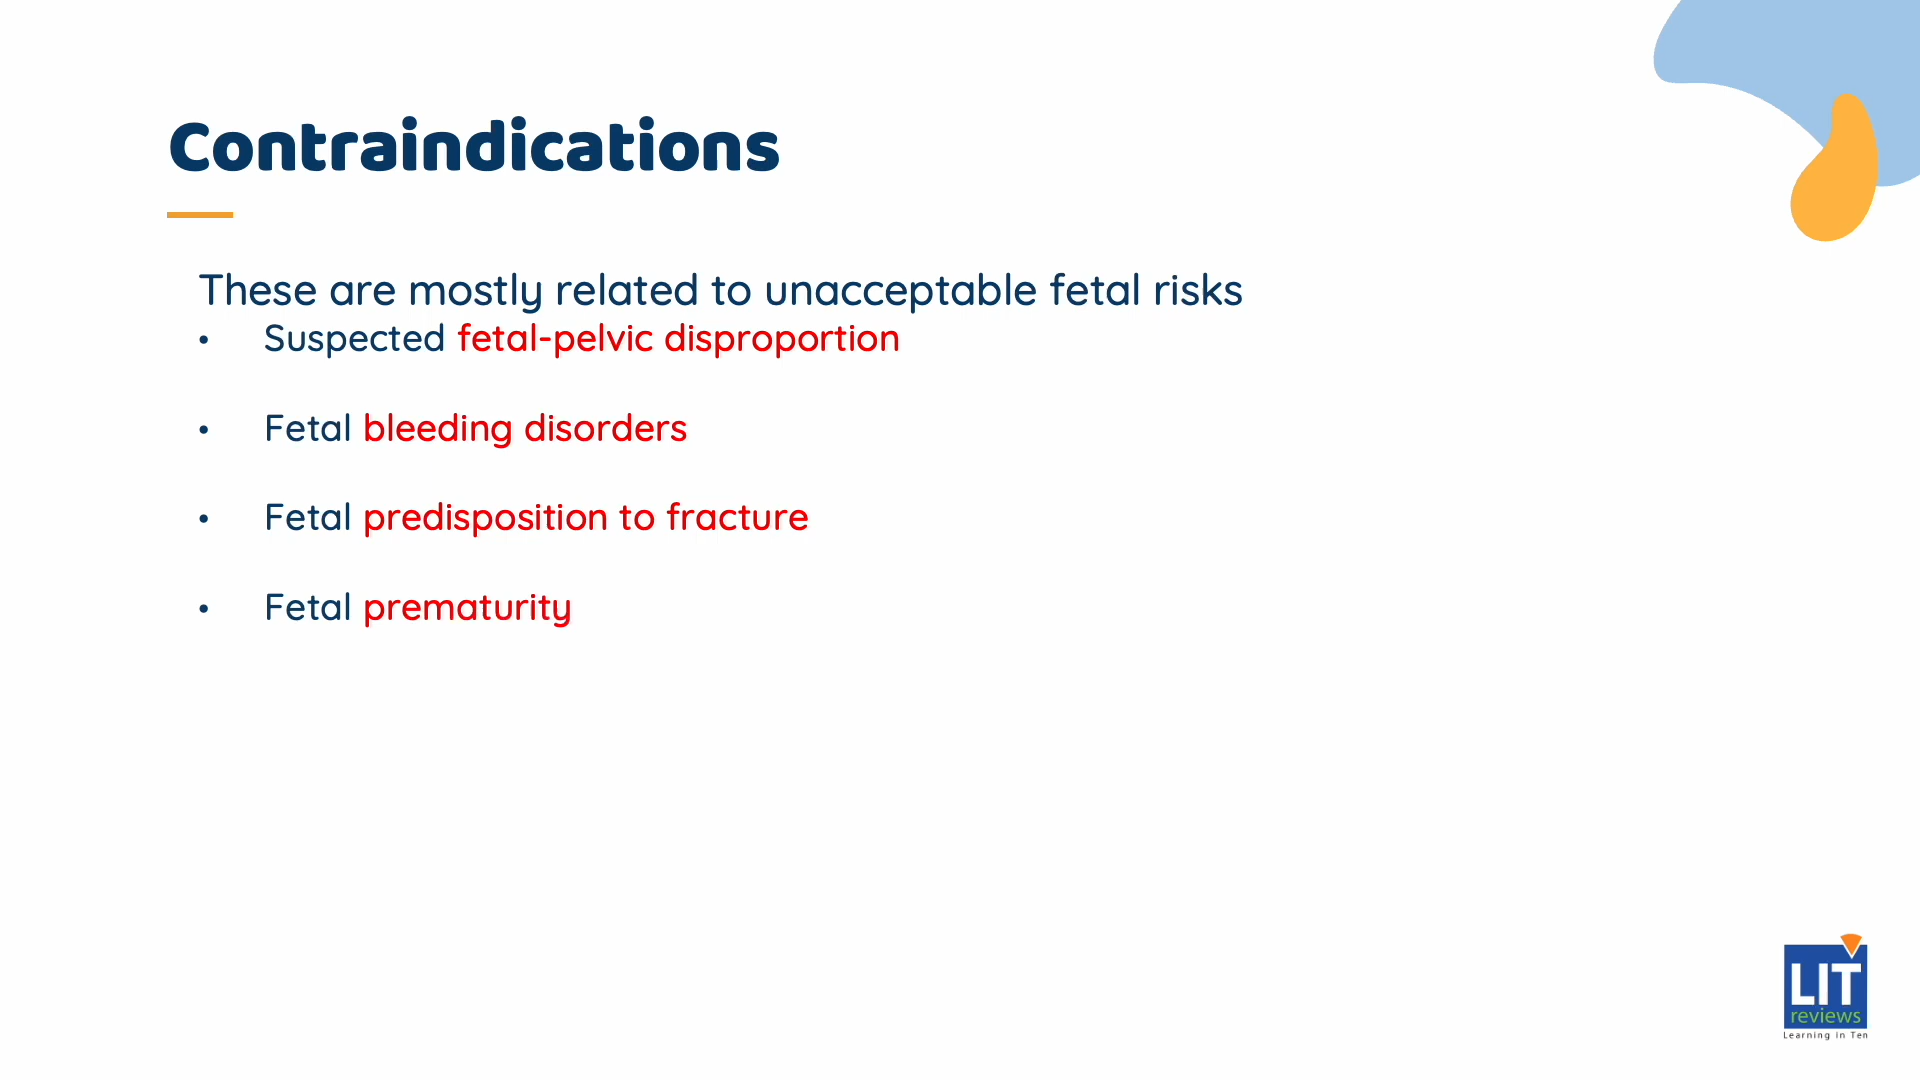 Contraindications
These are mostly related to unacceptable fetal risks
• Suspected fetal-pelvic disproportion
• Fetal bleeding disorders
• Fetal predisposition to fracture
• Fetal prematurity
LIT
reviews
Learning in Ten